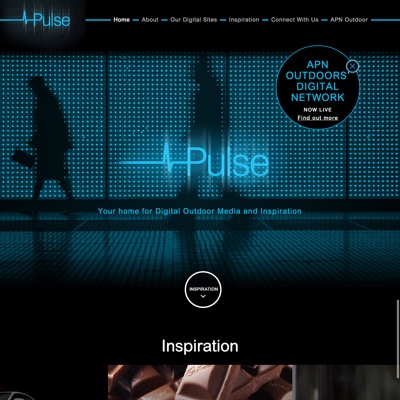 Pulse
Home — About — Our Digital Sites — Inspiration — Connect With Us — APN Outdoor
APN
OUTDOORS'
DIGITAL
NETWORK
NOW LIVE
Find out more
Pulse
Your home for Digital Outdoor Media and Inspiration
INSPIRATION
Inspiration